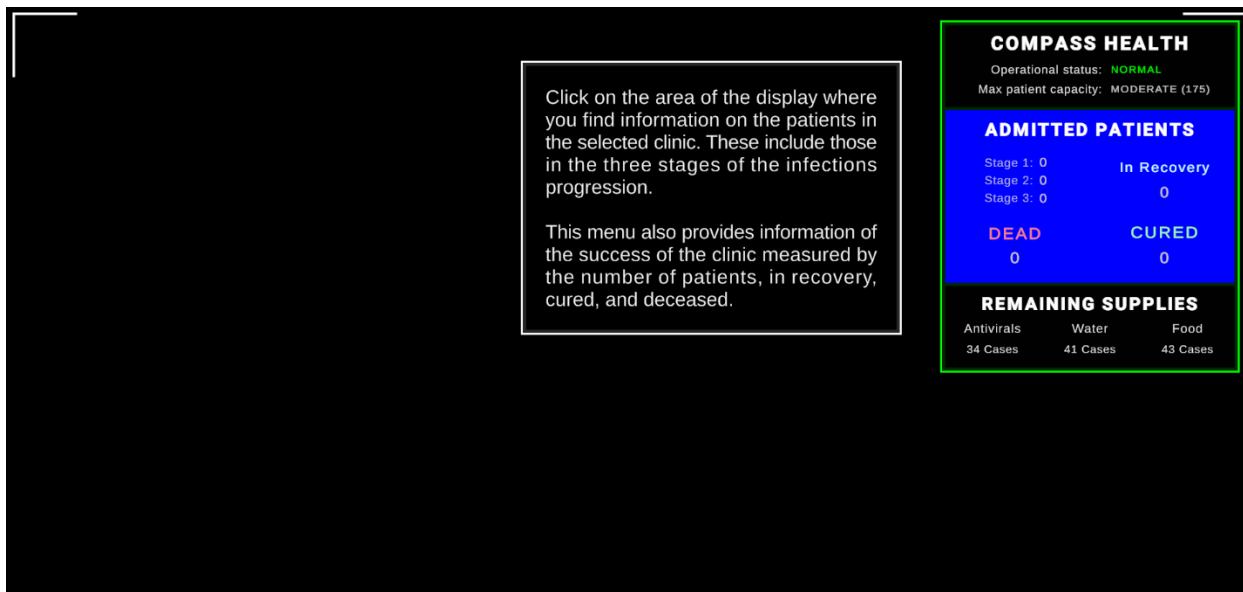 Click on the area of the display where
you find information on the patients in
the selected clinic. These include those
in the three stages of the infections
progression.
This menu also provides information of
the success of the clinic measured by
the number of patients, in recovery,
cured, and deceased.
COMPASS HEALTH
Operational status: NORMAL
Max patient capacity: MODERATE (175)
ADMITTED PATIENTS
Stage 1: 0
Stage 2: 0
Stage 3: 0
In Recovery
0
DEAD CURED
0 0
REMAINING SUPPLIES
Antivirals Water Food
34 Cases 41 Cases 43 Cases